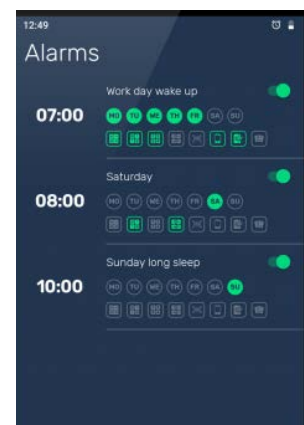 12:49
Alarms
Work day wake up
07:00
MO TU WE TH FR SA SU
Saturday
08:00
MO TU WE TH FR SA SU
Sunday long sleep
10:00
MO TU WE TH FR SA SU